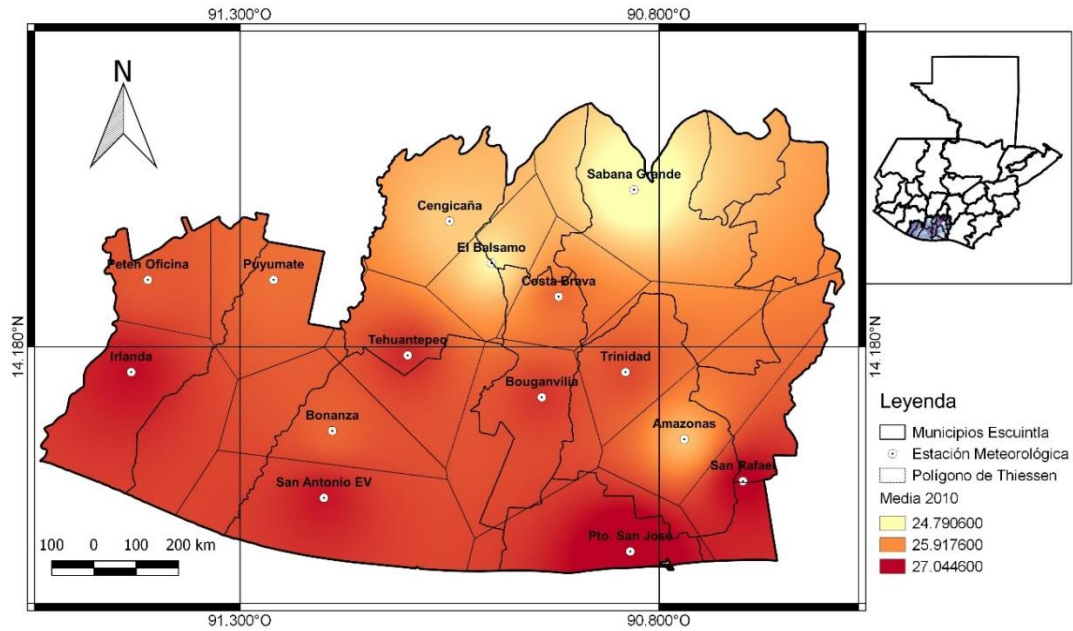 91.300°O
90.800°O
N
Sabana Grande
Cengicaña
El Balsamo
Peten Oficina
Puyumate
Costa Brava
14.180°N
14.180°N
Tehuantepeq
Irlanda
Trinidad
Bouganvilia
Bonanza
Amazonas
San Rafael
San Antonio EV
Pto. San José
100 0 100 200 km
91.300°O
90.800°O
Leyenda
Municipios Escuintla
Estación Meteorológica
Polígono de Thiessen
Media 2010
24.790600
25.917600
27.044600